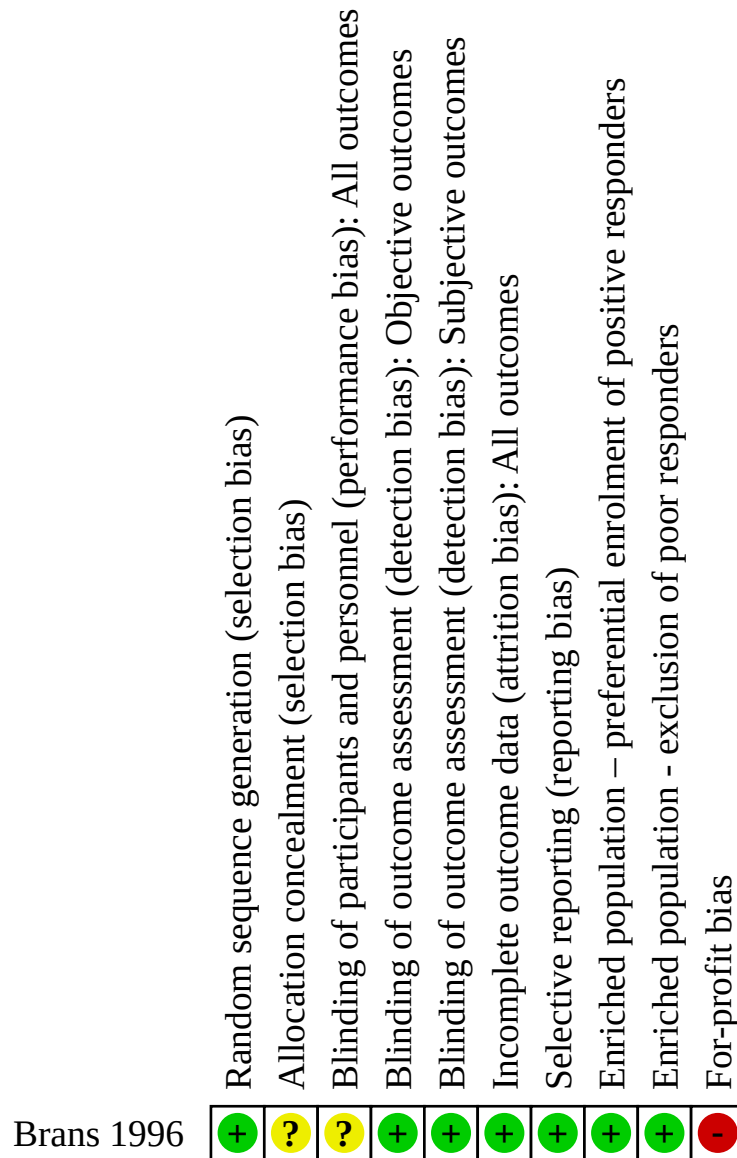 Random sequence generation (selection bias)
Allocation concealment (selection bias)
Blinding of participants and personnel (performance bias): All outcomes
Blinding of outcome assessment (detection bias): Objective outcomes
Blinding of outcome assessment (detection bias): Subjective outcomes
Incomplete outcome data (attrition bias): All outcomes
Selective reporting (reporting bias)
Enriched population – preferential enrolment of positive responders
Enriched population - exclusion of poor responders
For-profit bias
Brans 1996 + ? ? + + + + + + -